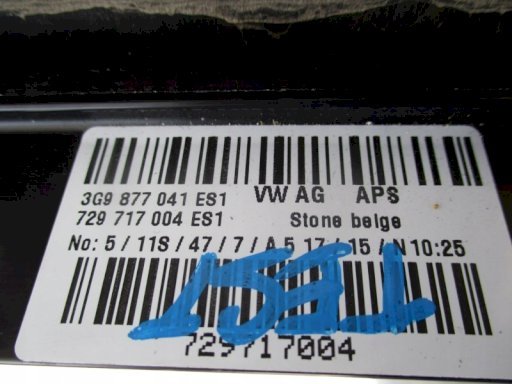 3G9 877 041 ES1 VW AG APS
729 717 004 ES1 Stone beige
No: 5 / 11S / 47 / 7 / A 5 17 / 15 / N 10:25
729717004